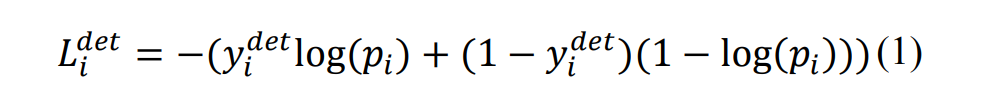 L_i^{det} = −(y_i^{det}log(p_i) + (1 − y_i^{det})(1 − log(p_i)))(1)